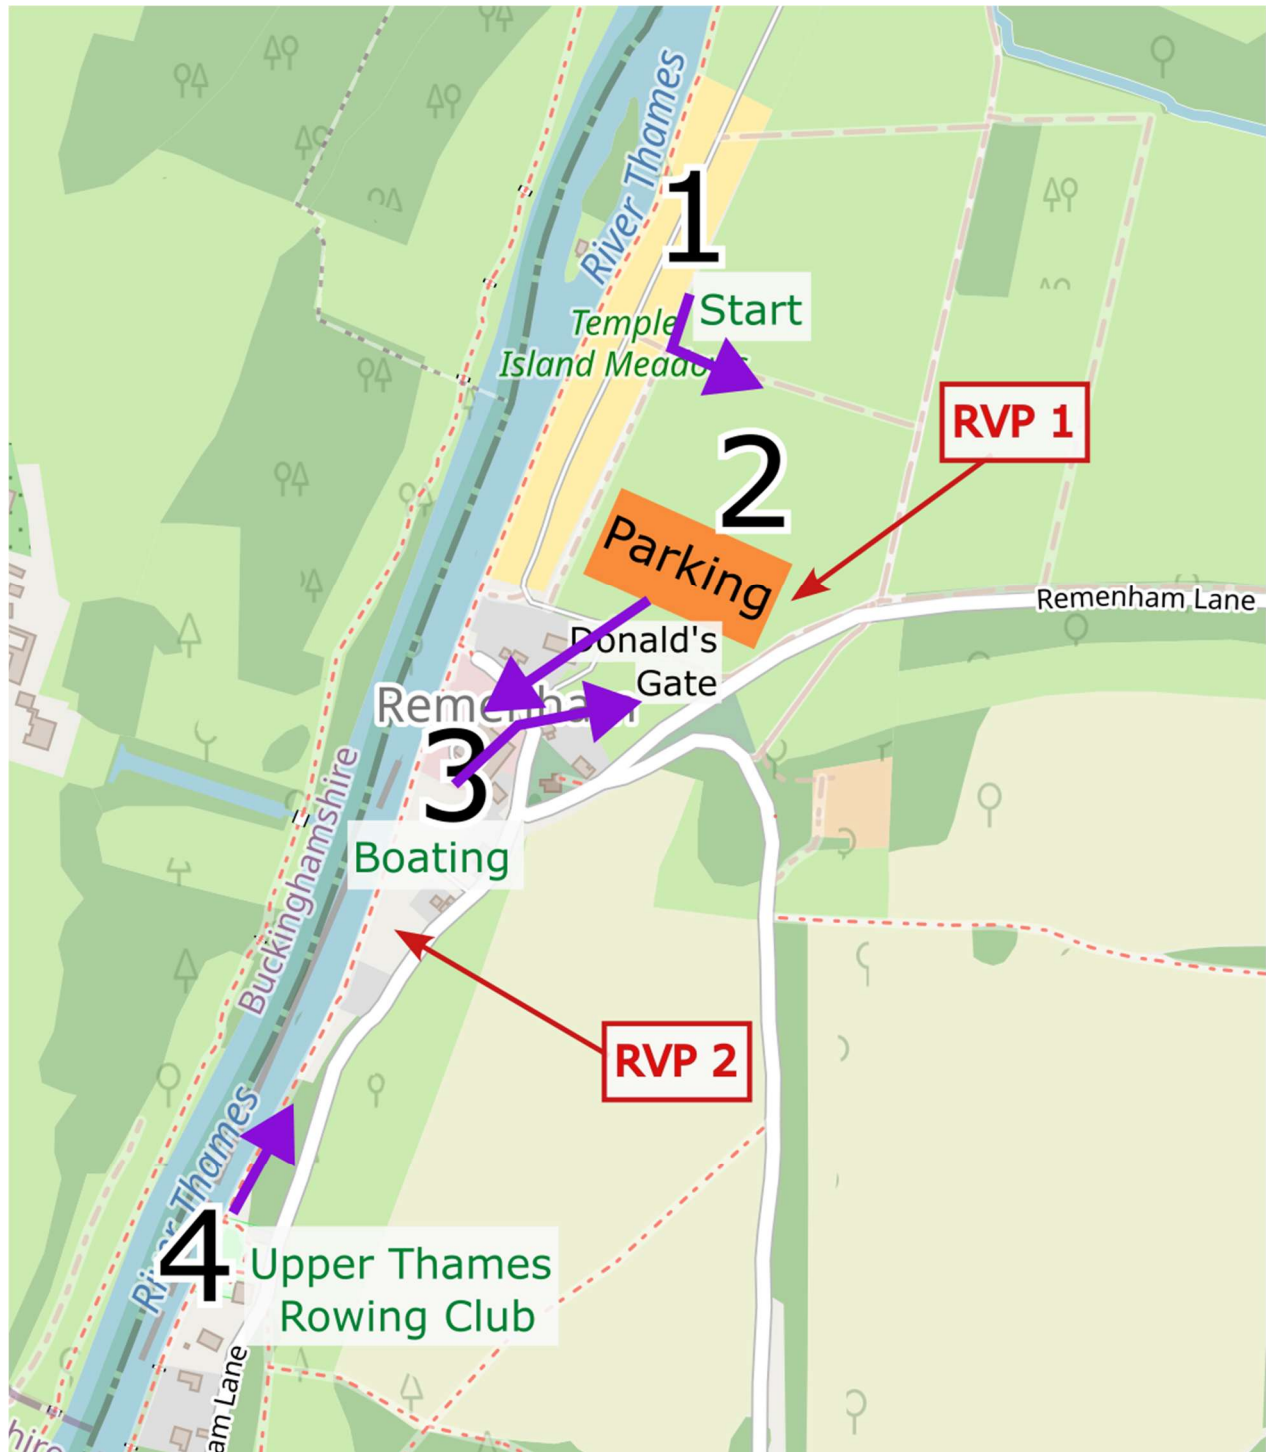 River Thames
1
Start
Temple
Island Meadows
RVP 1
2
Parking
Remenham Lane
Donald's
Gate
Remenham
3
Boating
Buckinghamshire
RVP 2
River Thames
4
Upper Thames
Rowing Club
am Lane
hire